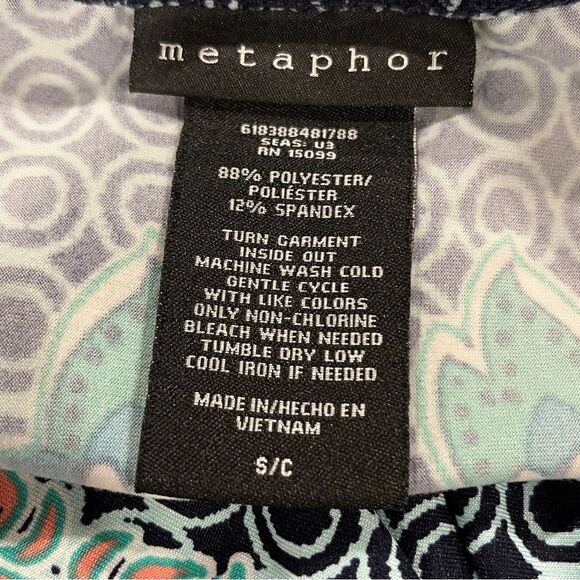 metaphor
618388481788
SEAS: U3
RN 15099
88% POLYESTER/
POLIÉSTER
12% SPANDEX
TURN GARMENT
INSIDE OUT
MACHINE WASH COLD
GENTLE CYCLE
WITH LIKE COLORS
ONLY NON-CHLORINE
BLEACH WHEN NEEDED
TUMBLE DRY LOW
COOL IRON IF NEEDED
MADE IN/HECHO EN
VIETNAM
S/C